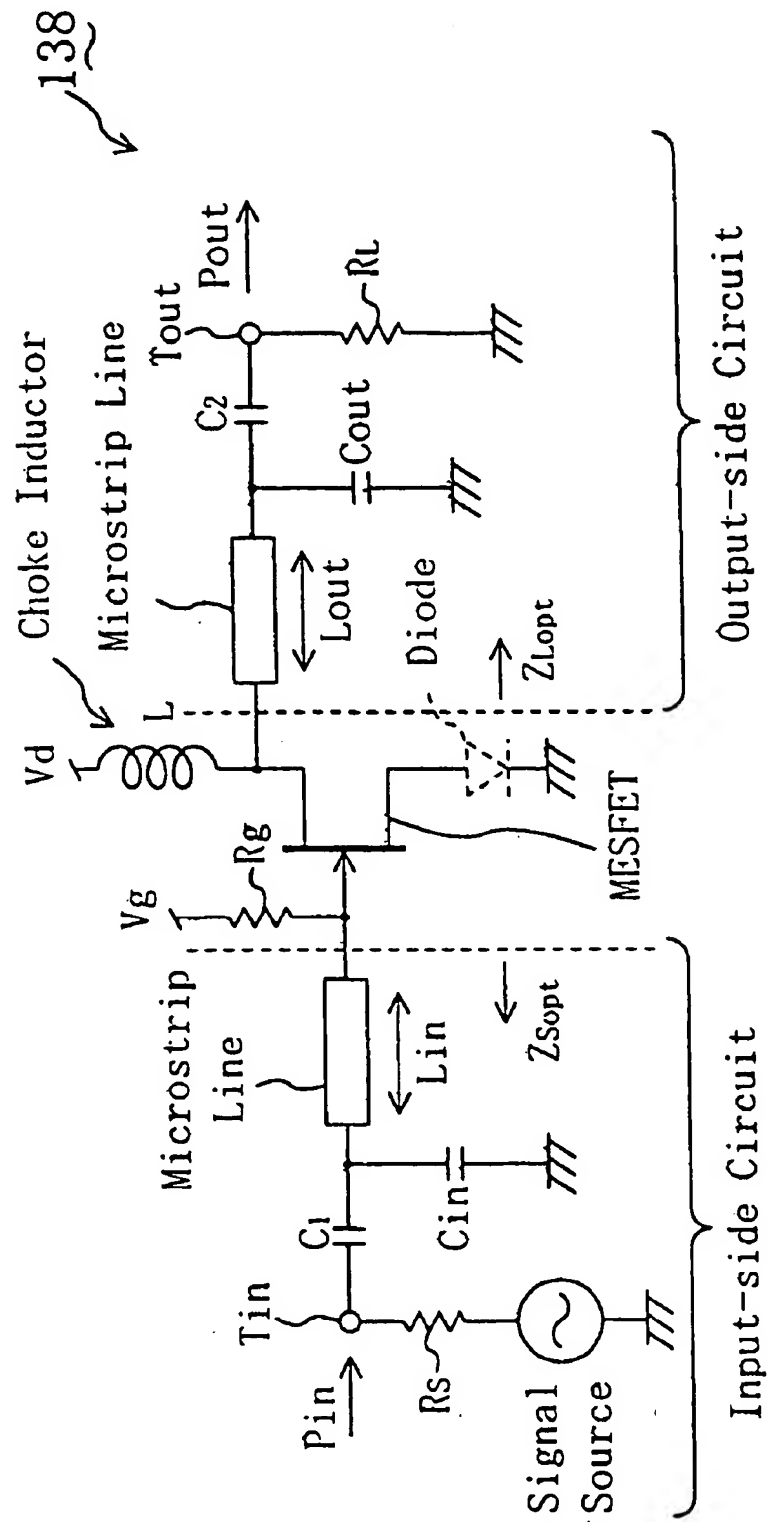 138
Choke Inductor
Microstrip Line
Tout
Pout
Vd
L
C2
RL
Cout
Lout
Vg
Rg
Diode
ZLopt
Microstrip
Line
MESFET
Output-side Circuit
Tin
C1
Lin
ZSopt
Pin
Cin
Rs
Signal
Source
Input-side Circuit